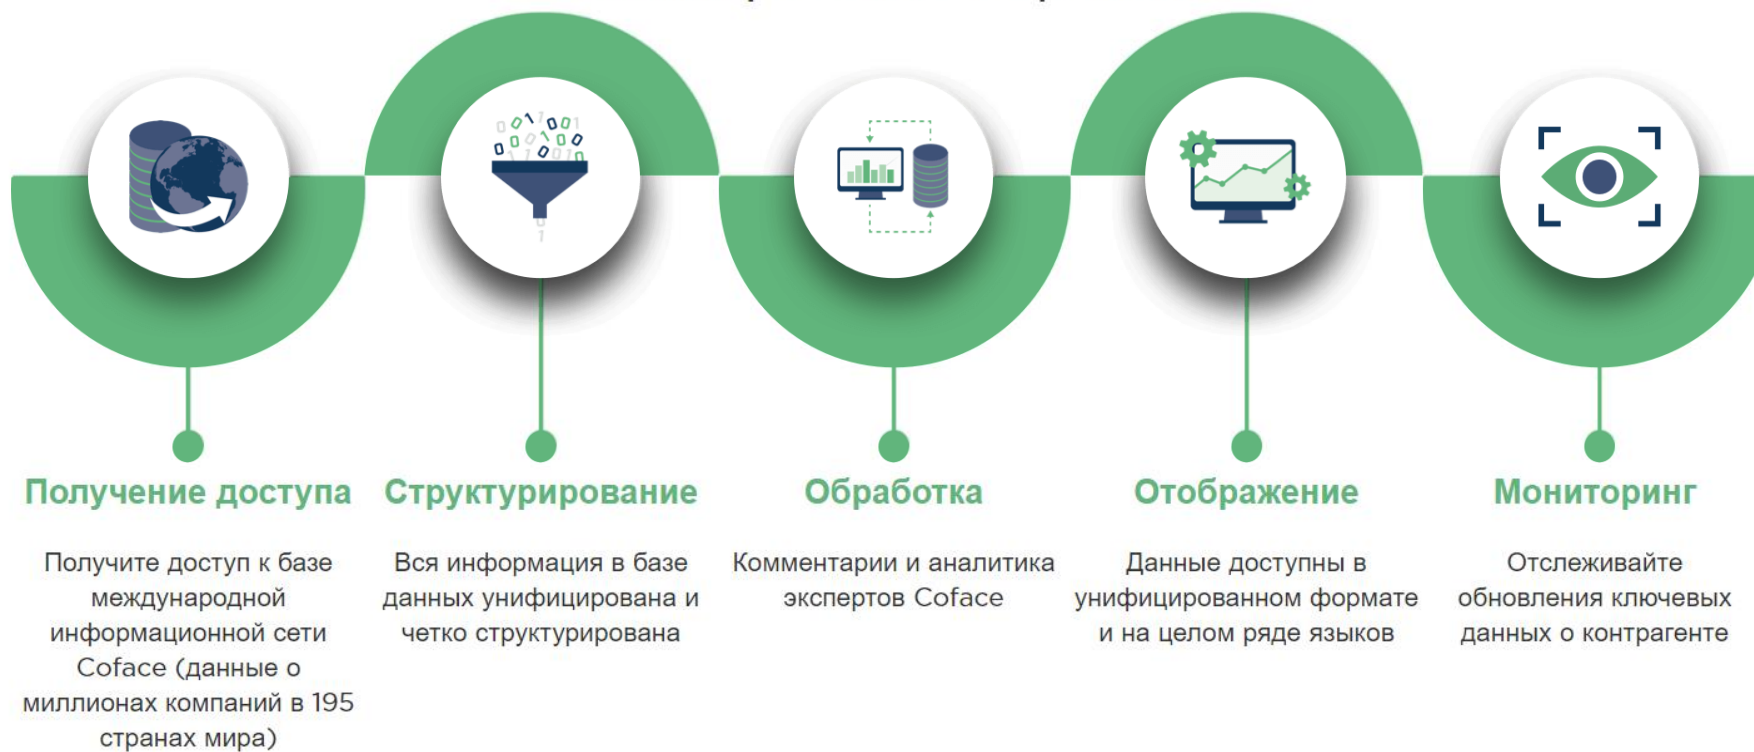 Получение доступа
Получите доступ к базе
международной
информационной сети
Coface (данные о
миллионах компаний в 195
странах мира)
Структурирование
Вся информация в базе
данных унифицирована и
четко структурирована
Обработка
Комментарии и аналитика
экспертов Coface
Отображение
Данные доступны в
унифицированном формате
и на целом ряде языков
Мониторинг
Отслеживайте
обновления ключевых
данных о контрагенте